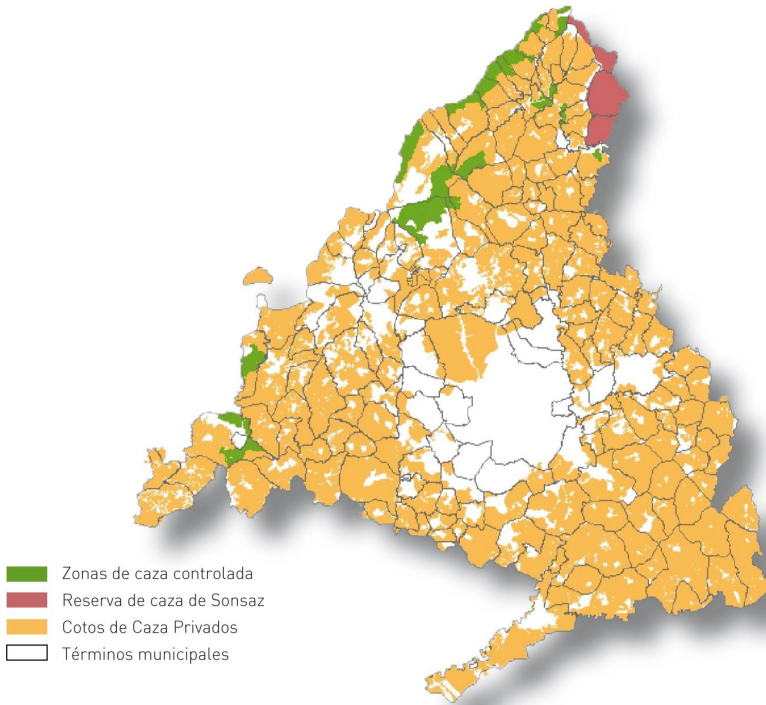 Zonas de caza controlada
Reserva de caza de Sonsaz
Cotos de Caza Privados
Términos municipales